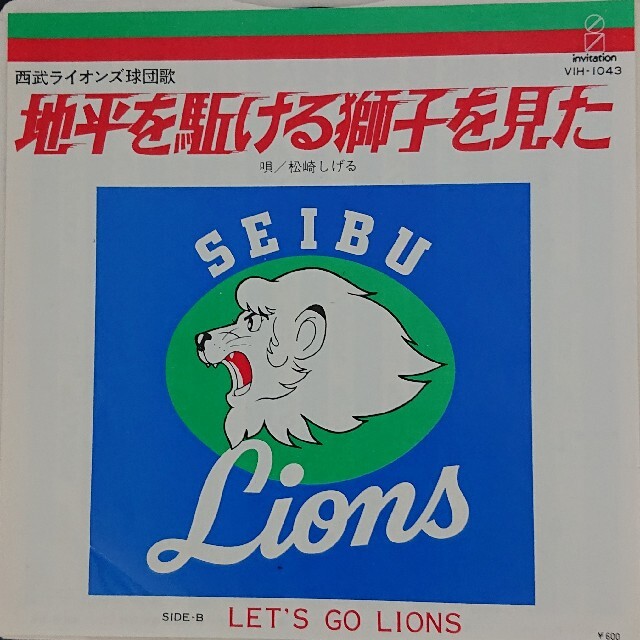 invitation
VIH-1043
西武ライオンズ球団歌
地平を駈ける獅子を見た
唄／松崎しげる
SEIBU
Lions
SIDE-B LET'S GO LIONS
¥600